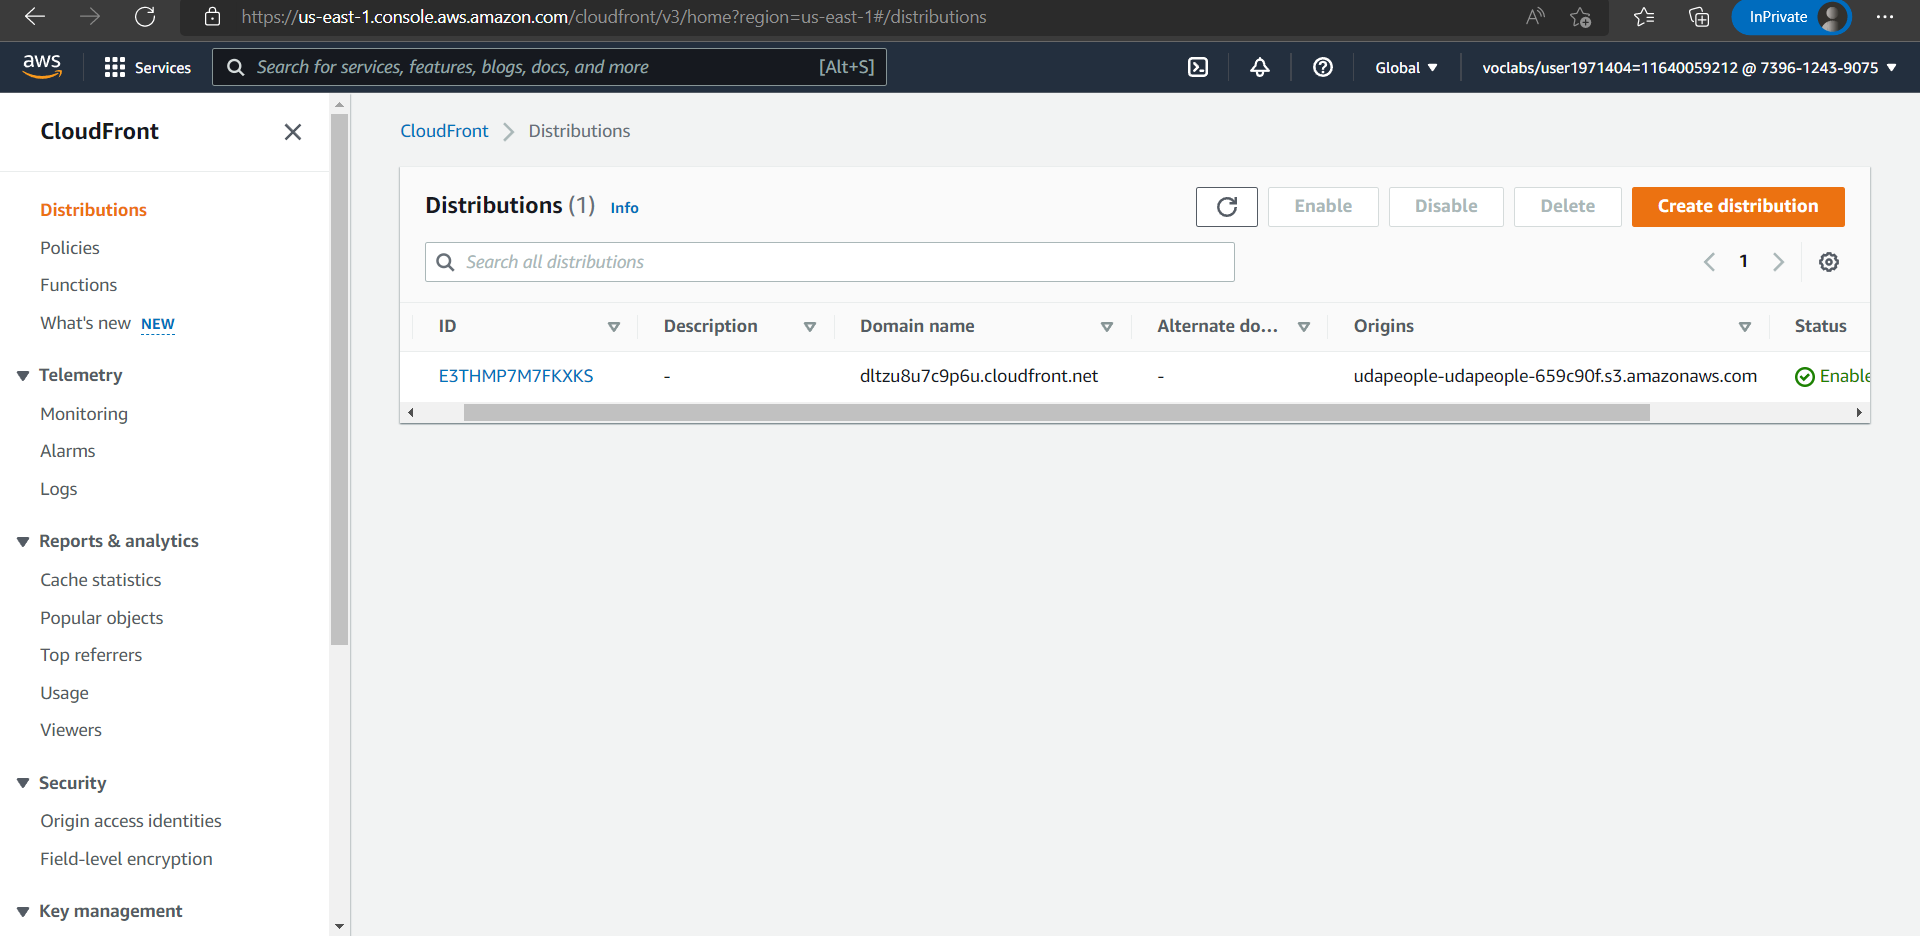 https://us-east-1.console.aws.amazon.com/cloudfront/v3/home?region=us-east-1#/distributions
InPrivate
aws
Services
Search for services, features, blogs, docs, and more [Alt+S]
Global
voclabs/user1971404=11640059212 @ 7396-1243-9075
CloudFront
Distributions
Policies
Functions
What's new NEW
Telemetry
Monitoring
Alarms
Logs
Reports & analytics
Cache statistics
Popular objects
Top referrers
Usage
Viewers
Security
Origin access identities
Field-level encryption
Key management
CloudFront > Distributions
Distributions (1) Info
Enable
Disable
Delete
Create distribution
Search all distributions
1
ID Description Domain name Alternate do... Origins Status
E3THMP7M7FKXKS - dltzu8u7c9p6u.cloudfront.net - udapeople-udapeople-659c90f.s3.amazonaws.com Enable